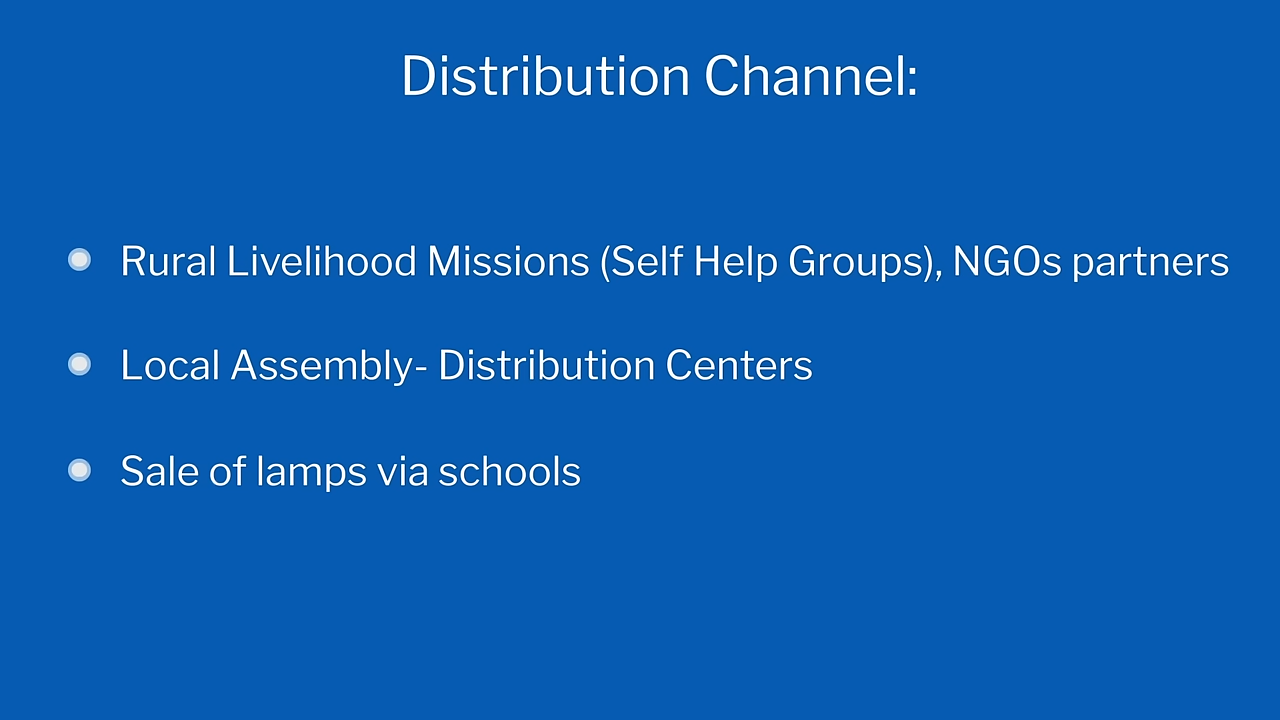 Distribution Channel:
Rural Livelihood Missions (Self Help Groups), NGOs partners
Local Assembly- Distribution Centers
Sale of lamps via schools